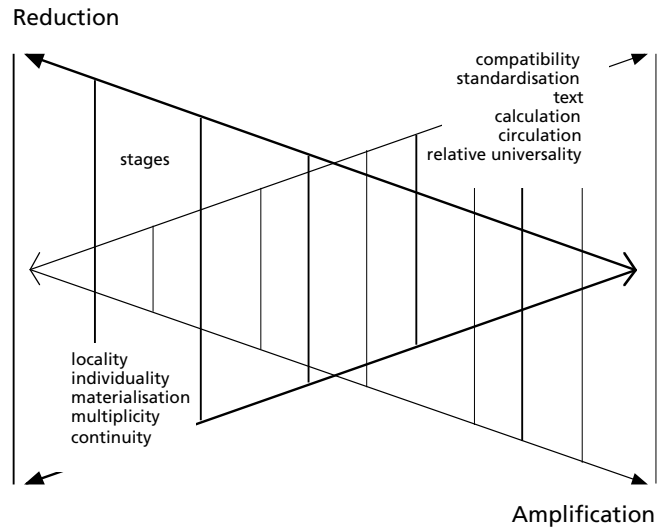 Reduction
compatibility
standardisation
text
calculation
circulation
relative universality
stages
locality
individuality
materialisation
multiplicity
continuity
Amplification